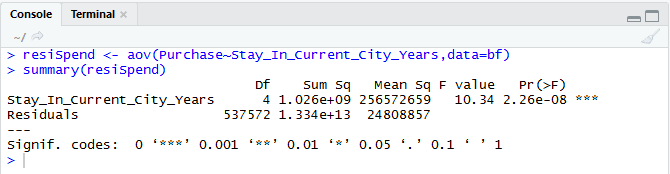 Console Terminal ×
~/
> resiSpend <- aov(Purchase~Stay_In_Current_City_Years,data=bf)
> summary(resiSpend)
Df Sum Sq Mean Sq F value Pr(>F)
Stay_In_Current_City_Years 4 1.026e+09 256572659 10.34 2.26e-08 ***
Residuals 537572 1.334e+13 24808857
---
Signif. codes: 0 ‘***’ 0.001 ‘**’ 0.01 ‘*’ 0.05 ‘.’ 0.1 ‘ ’ 1
>